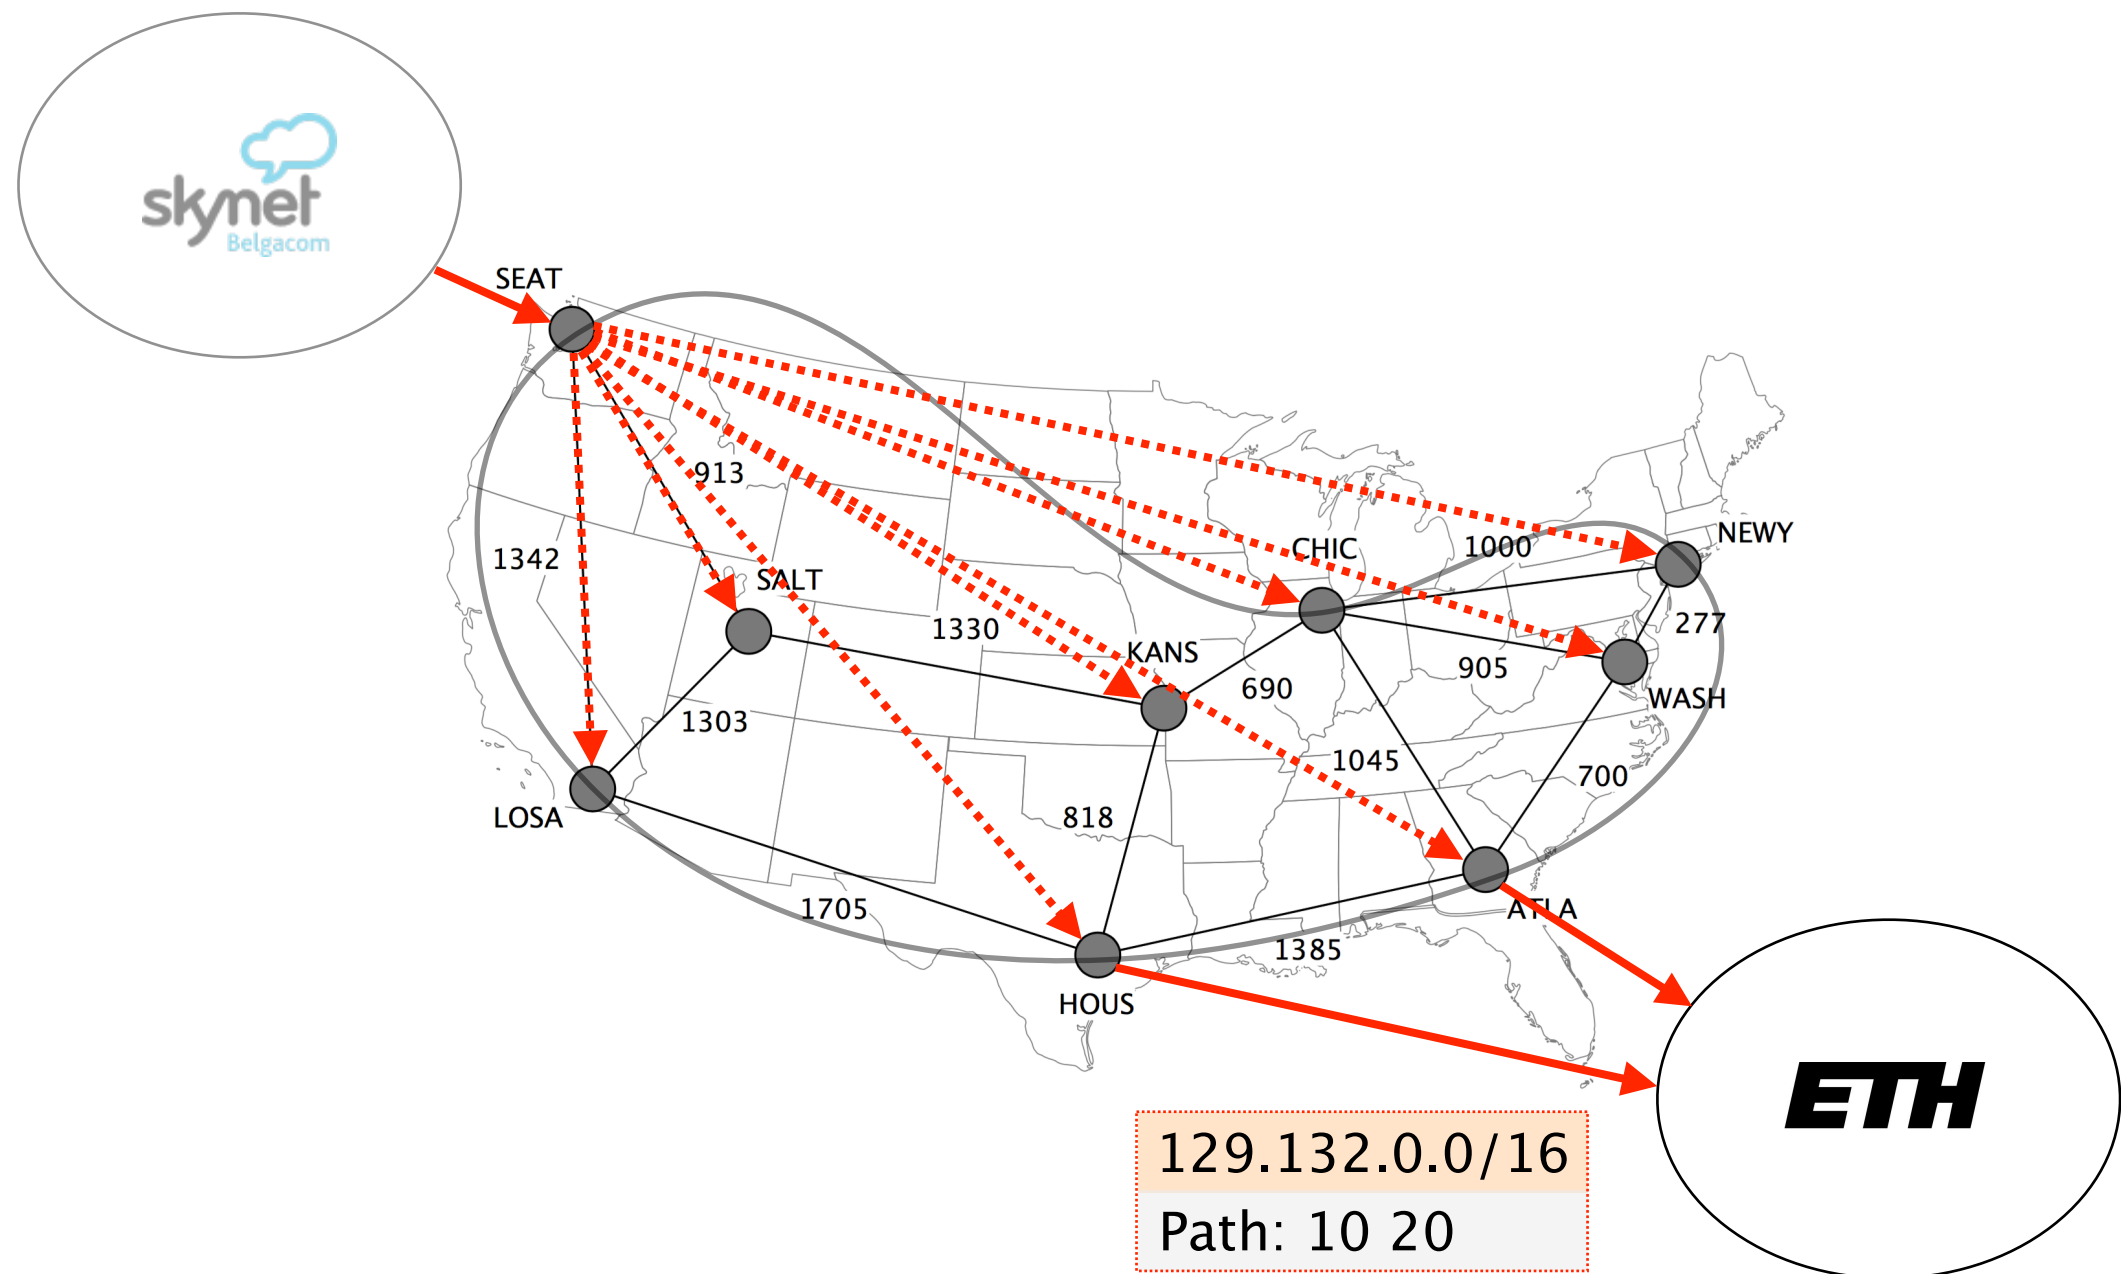 skynet
Belgacom
SEAT
913
1342
SALT
CHIC
1000
NEWY
277
1330
KANS
690
905
WASH
1303
1045
700
LOSA
818
1705
ATLA
1385
HOUS
ETH
129.132.0.0/16
Path: 10 20